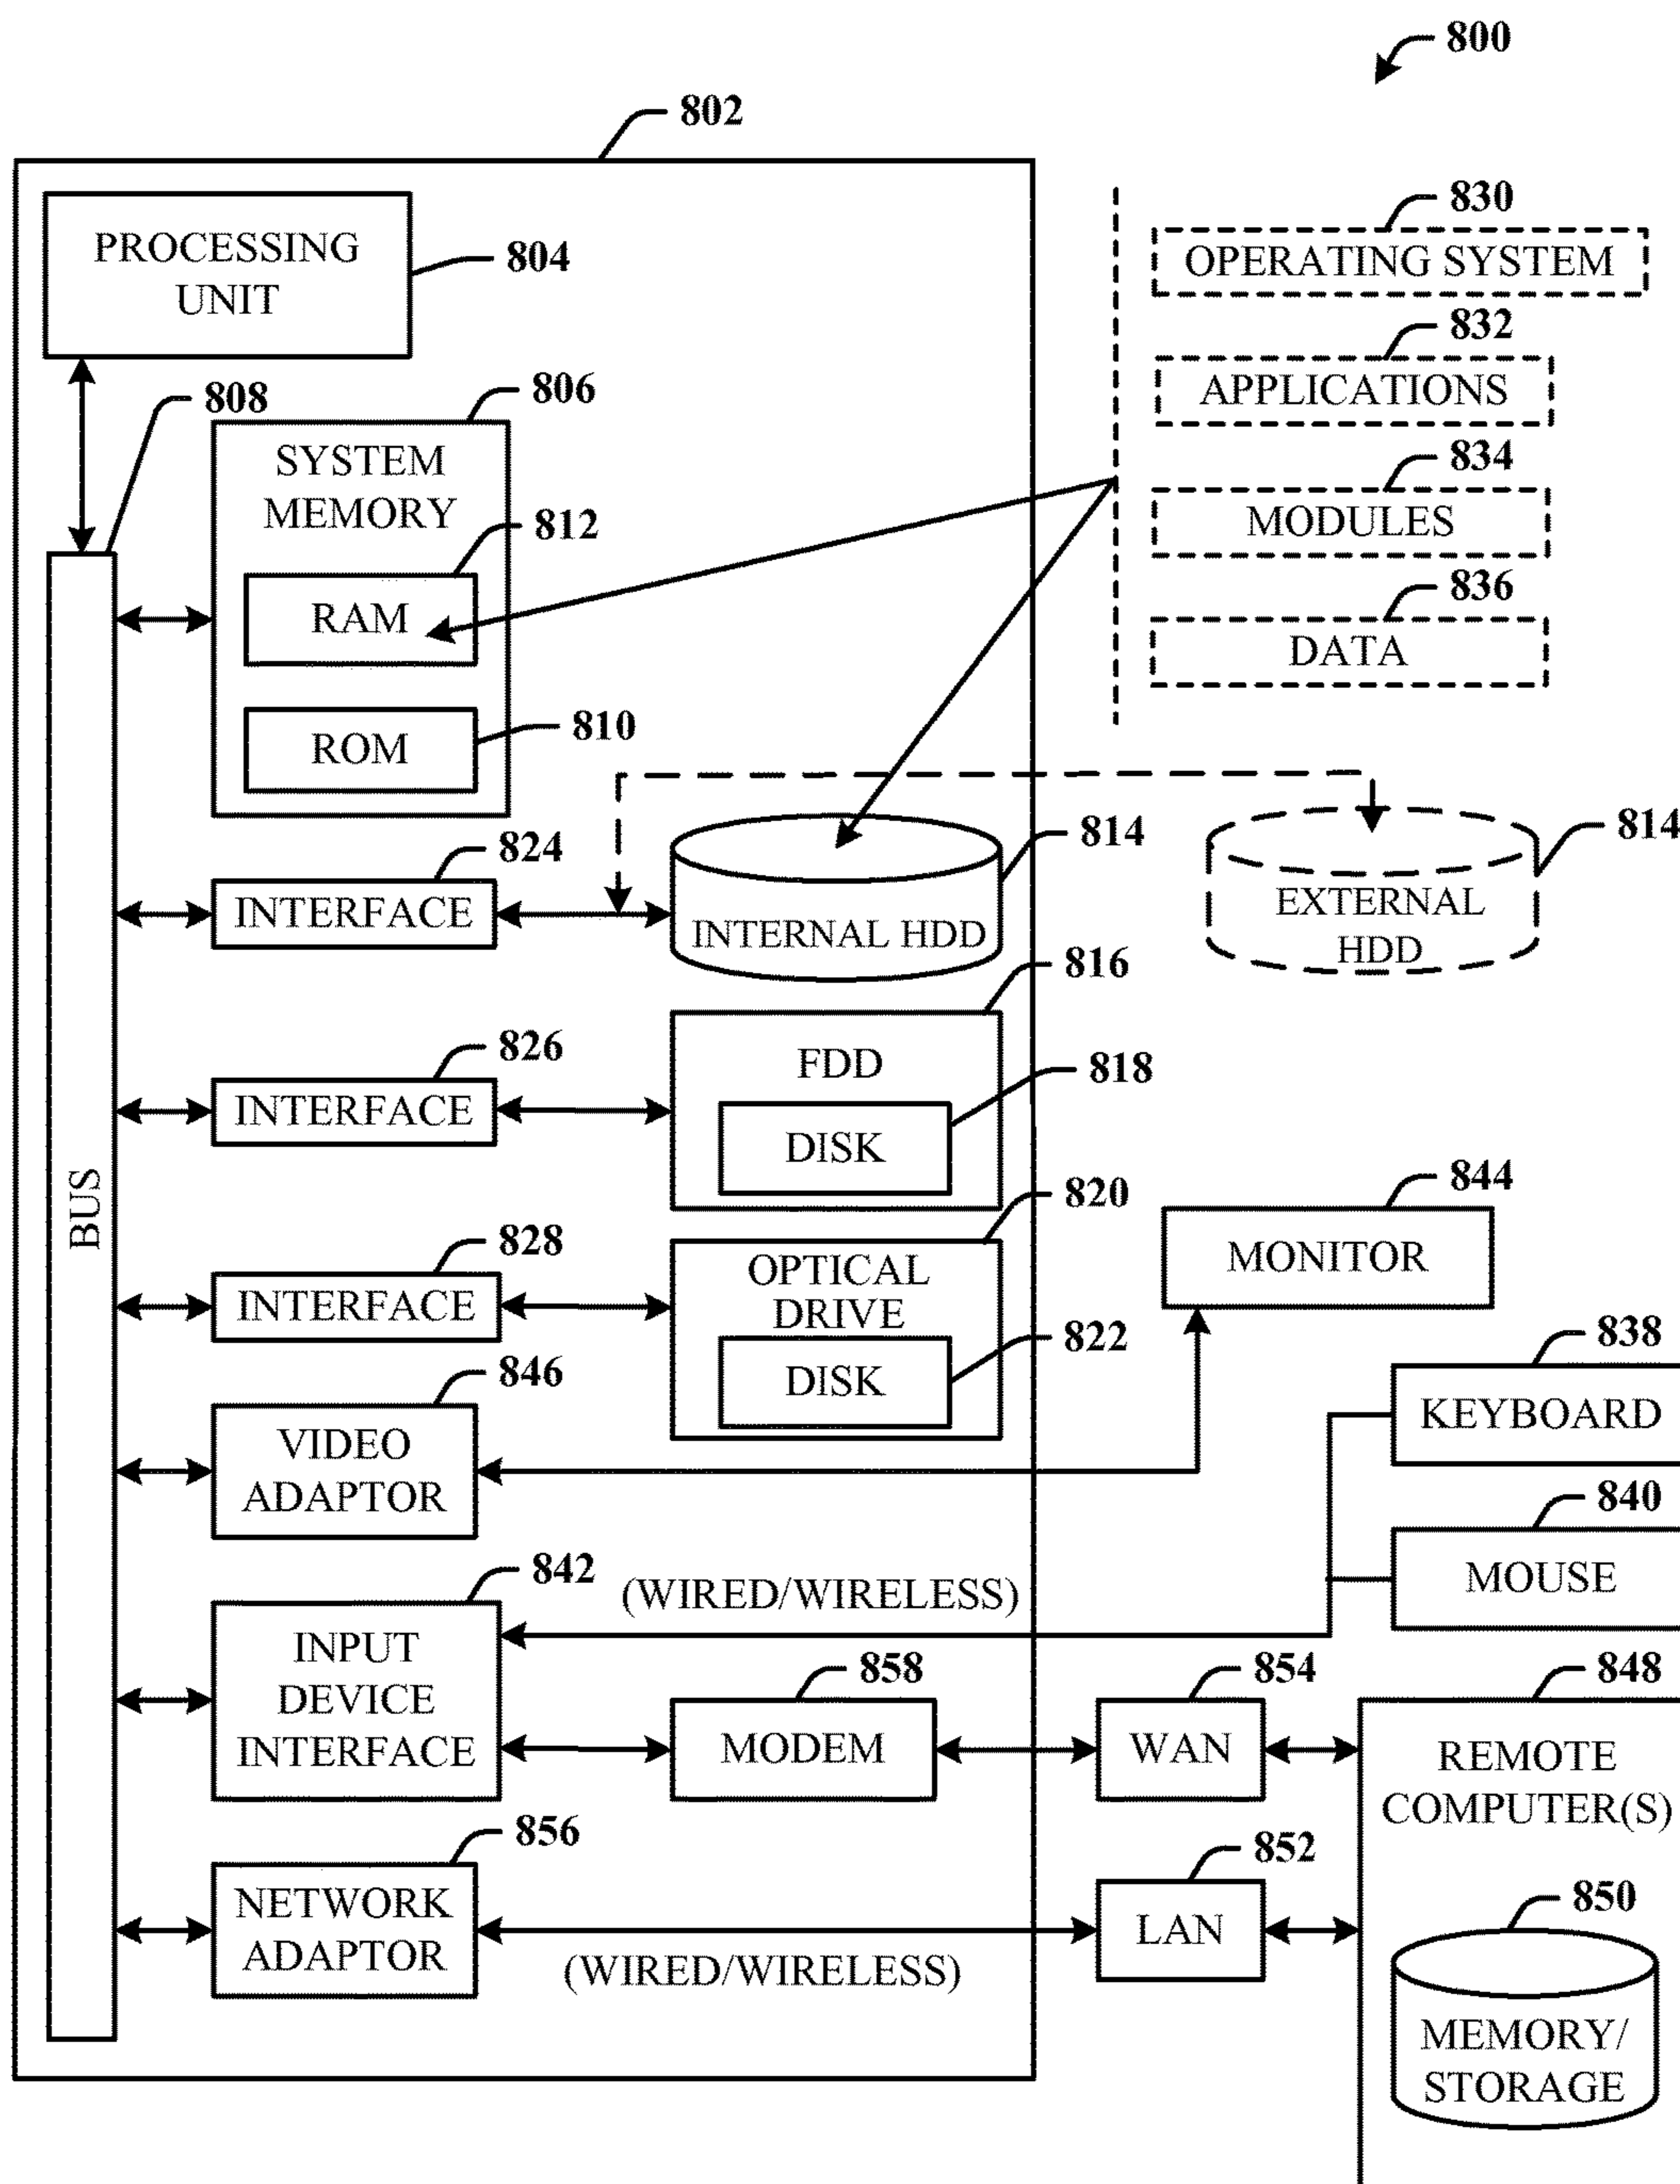 800
802
PROCESSING
UNIT
804
830
OPERATING SYSTEM
832
APPLICATIONS
834
MODULES
836
DATA
808
806
SYSTEM
MEMORY
812
RAM
810
ROM
824
INTERFACE
814
INTERNAL HDD
814
EXTERNAL
HDD
816
826
INTERFACE
FDD
818
DISK
BUS
820
828
INTERFACE
OPTICAL
DRIVE
822
DISK
844
MONITOR
846
VIDEO
ADAPTOR
838
KEYBOARD
840
MOUSE
842
(WIRED/WIRELESS)
INPUT
DEVICE
INTERFACE
858
MODEM
854
WAN
848
REMOTE
COMPUTER(S)
856
NETWORK
ADAPTOR
(WIRED/WIRELESS)
852
LAN
850
MEMORY/
STORAGE